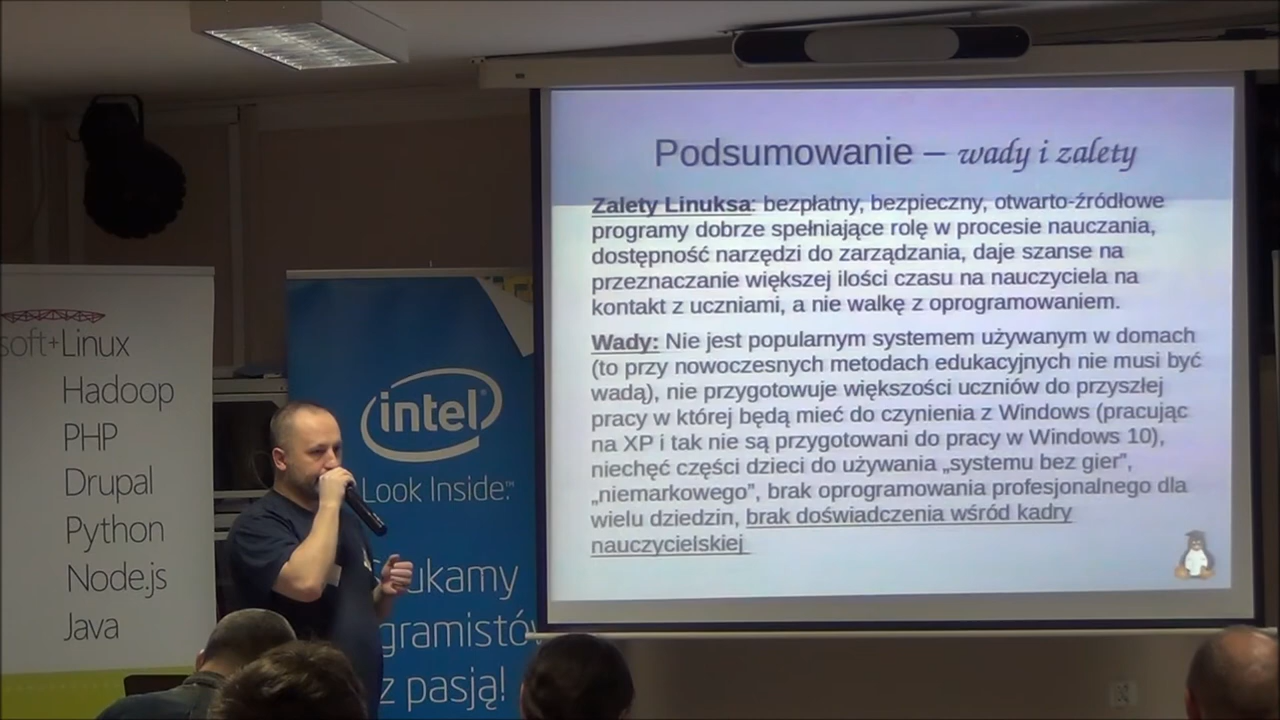 Podsumowanie – wady i zalety
Zalety Linuksa: bezpłatny, bezpieczny, otwarto-źródłowe
programy dobrze spełniające rolę w procesie nauczania,
dostępność narzędzi do zarządzania, daje szanse na
przeznaczanie większej ilości czasu na nauczyciela na
kontakt z uczniami, a nie walkę z oprogramowaniem.
Wady: Nie jest popularnym systemem używanym w domach
(to przy nowoczesnych metodach edukacyjnych nie musi być
wadą), nie przygotowuje większości uczniów do przyszłej
pracy w której będą mieć do czynienia z Windows (pracując
na XP i tak nie są przygotowani do pracy w Windows 10),
niechęć części dzieci do używania „systemu bez gier”,
„niemarkowego”, brak oprogramowania profesjonalnego dla
wielu dziedzin, brak doświadczenia wśród kadry
nauczycielskiej
soft+Linux
Hadoop
PHP
Drupal
Python
Node.js
Java
intel
Look Inside.™
ukamy
gramistów
z pasją!